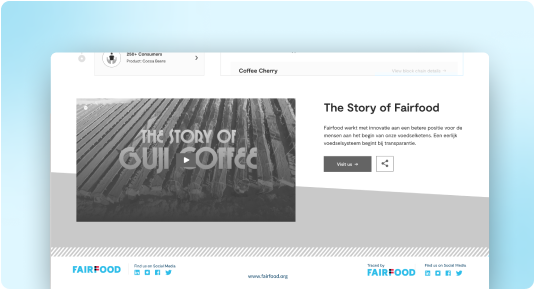 250+ Consumers
Product: Cocoa Beans
Coffee Cherry
View block chain details
THE STORY OF
GUJI COFFEE
The Story of Fairfood
Fairfood werkt met innovatie aan een betere positie voor de
mensen aan het begin van onze voedselketens. Een eerlijk
voedselsysteem begint bij transparantie.
Visit us →
FAIRFOOD
Find us on Social Media
www.fairfood.org
Traced by
FAIRFOOD
Find us on Social Media